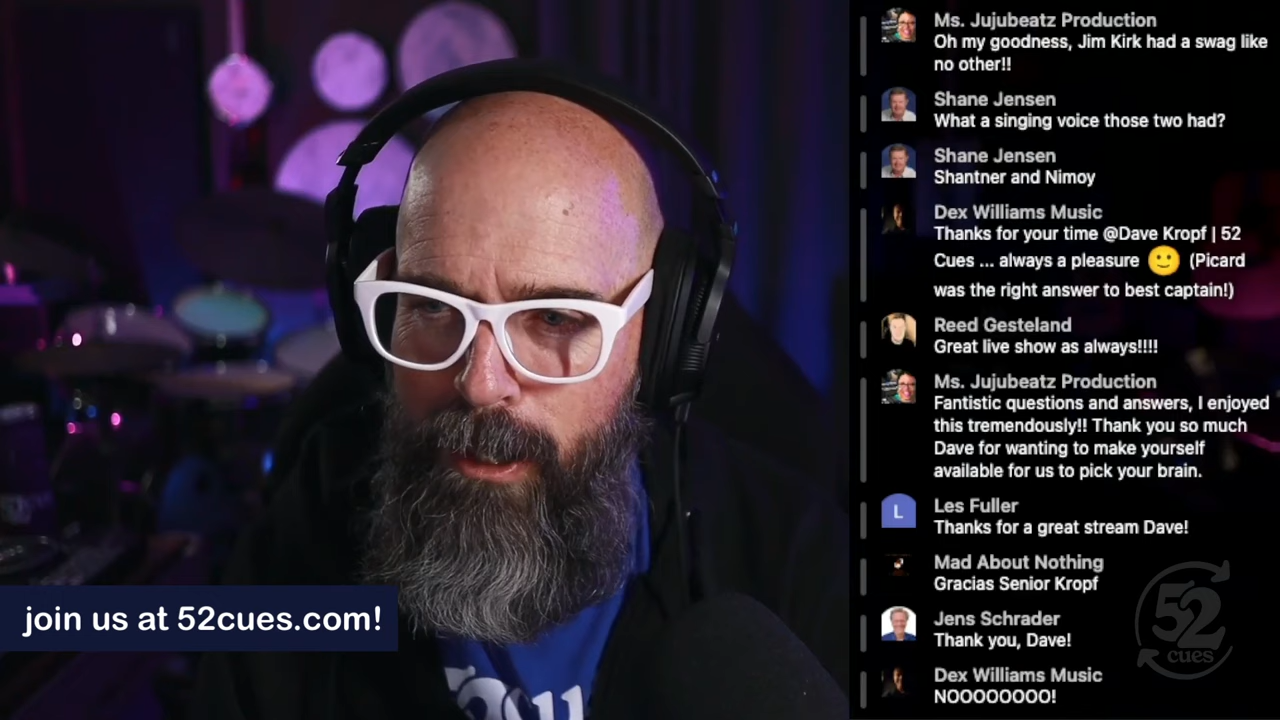 Ms. Jujubeatz Production
Oh my goodness, Jim Kirk had a swag like
no other!!
Shane Jensen
What a singing voice those two had?
Shane Jensen
Shantner and Nimoy
Dex Williams Music
Thanks for your time @Dave Kropf | 52
Cues ... always a pleasure 🙂 (Picard
was the right answer to best captain!)
Reed Gesteland
Great live show as always!!!!
Ms. Jujubeatz Production
Fantistic questions and answers, I enjoyed
this tremendously!! Thank you so much
Dave for wanting to make yourself
available for us to pick your brain.
L
Les Fuller
Thanks for a great stream Dave!
Mad About Nothing
Gracias Senior Kropf
Jens Schrader
Thank you, Dave!
Dex Williams Music
NOOOOOOOO!
52
cues
join us at 52cues.com!